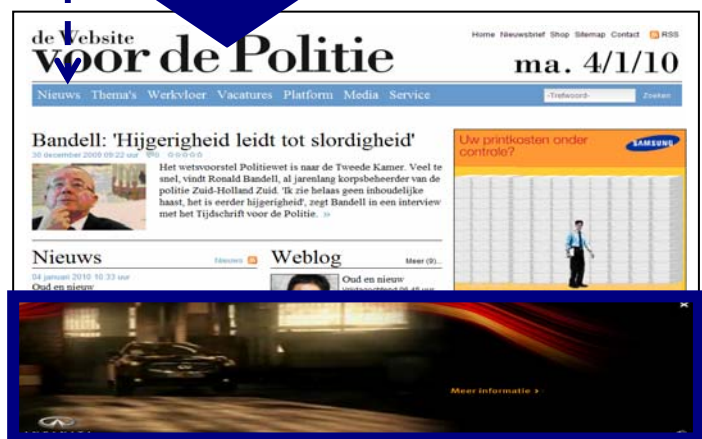 de Website
voor de Politie
Home Nieuwsbrief Shop Sitemap Contact RSS
ma. 4/1/10
Nieuws Thema's Werkvloer Vacatures Platform Media Service
-Trefwoord- Zoeken
Bandell: 'Hijgerigheid leidt tot slordigheid'
30 december 2009 09:22 uur
Het wetsvoorstel Politiewet is naar de Tweede Kamer. Veel te
snel, vindt Ronald Bandell, al jarenlang korpsbeheerder van de
politie Zuid-Holland Zuid. 'Ik zie helaas geen inhoudelijke
haast, het is eerder hijgerigheid', zegt Bandell in een interview
met het Tijdschrift voor de Politie. »
Uw printkosten onder
controle?
SAMSUNG
Nieuws
Nieuws
04 januari 2010 10:33 uur
Oud en nieuw
Weblog
Meer (9)...
Oud en nieuw
Meer informatie ›